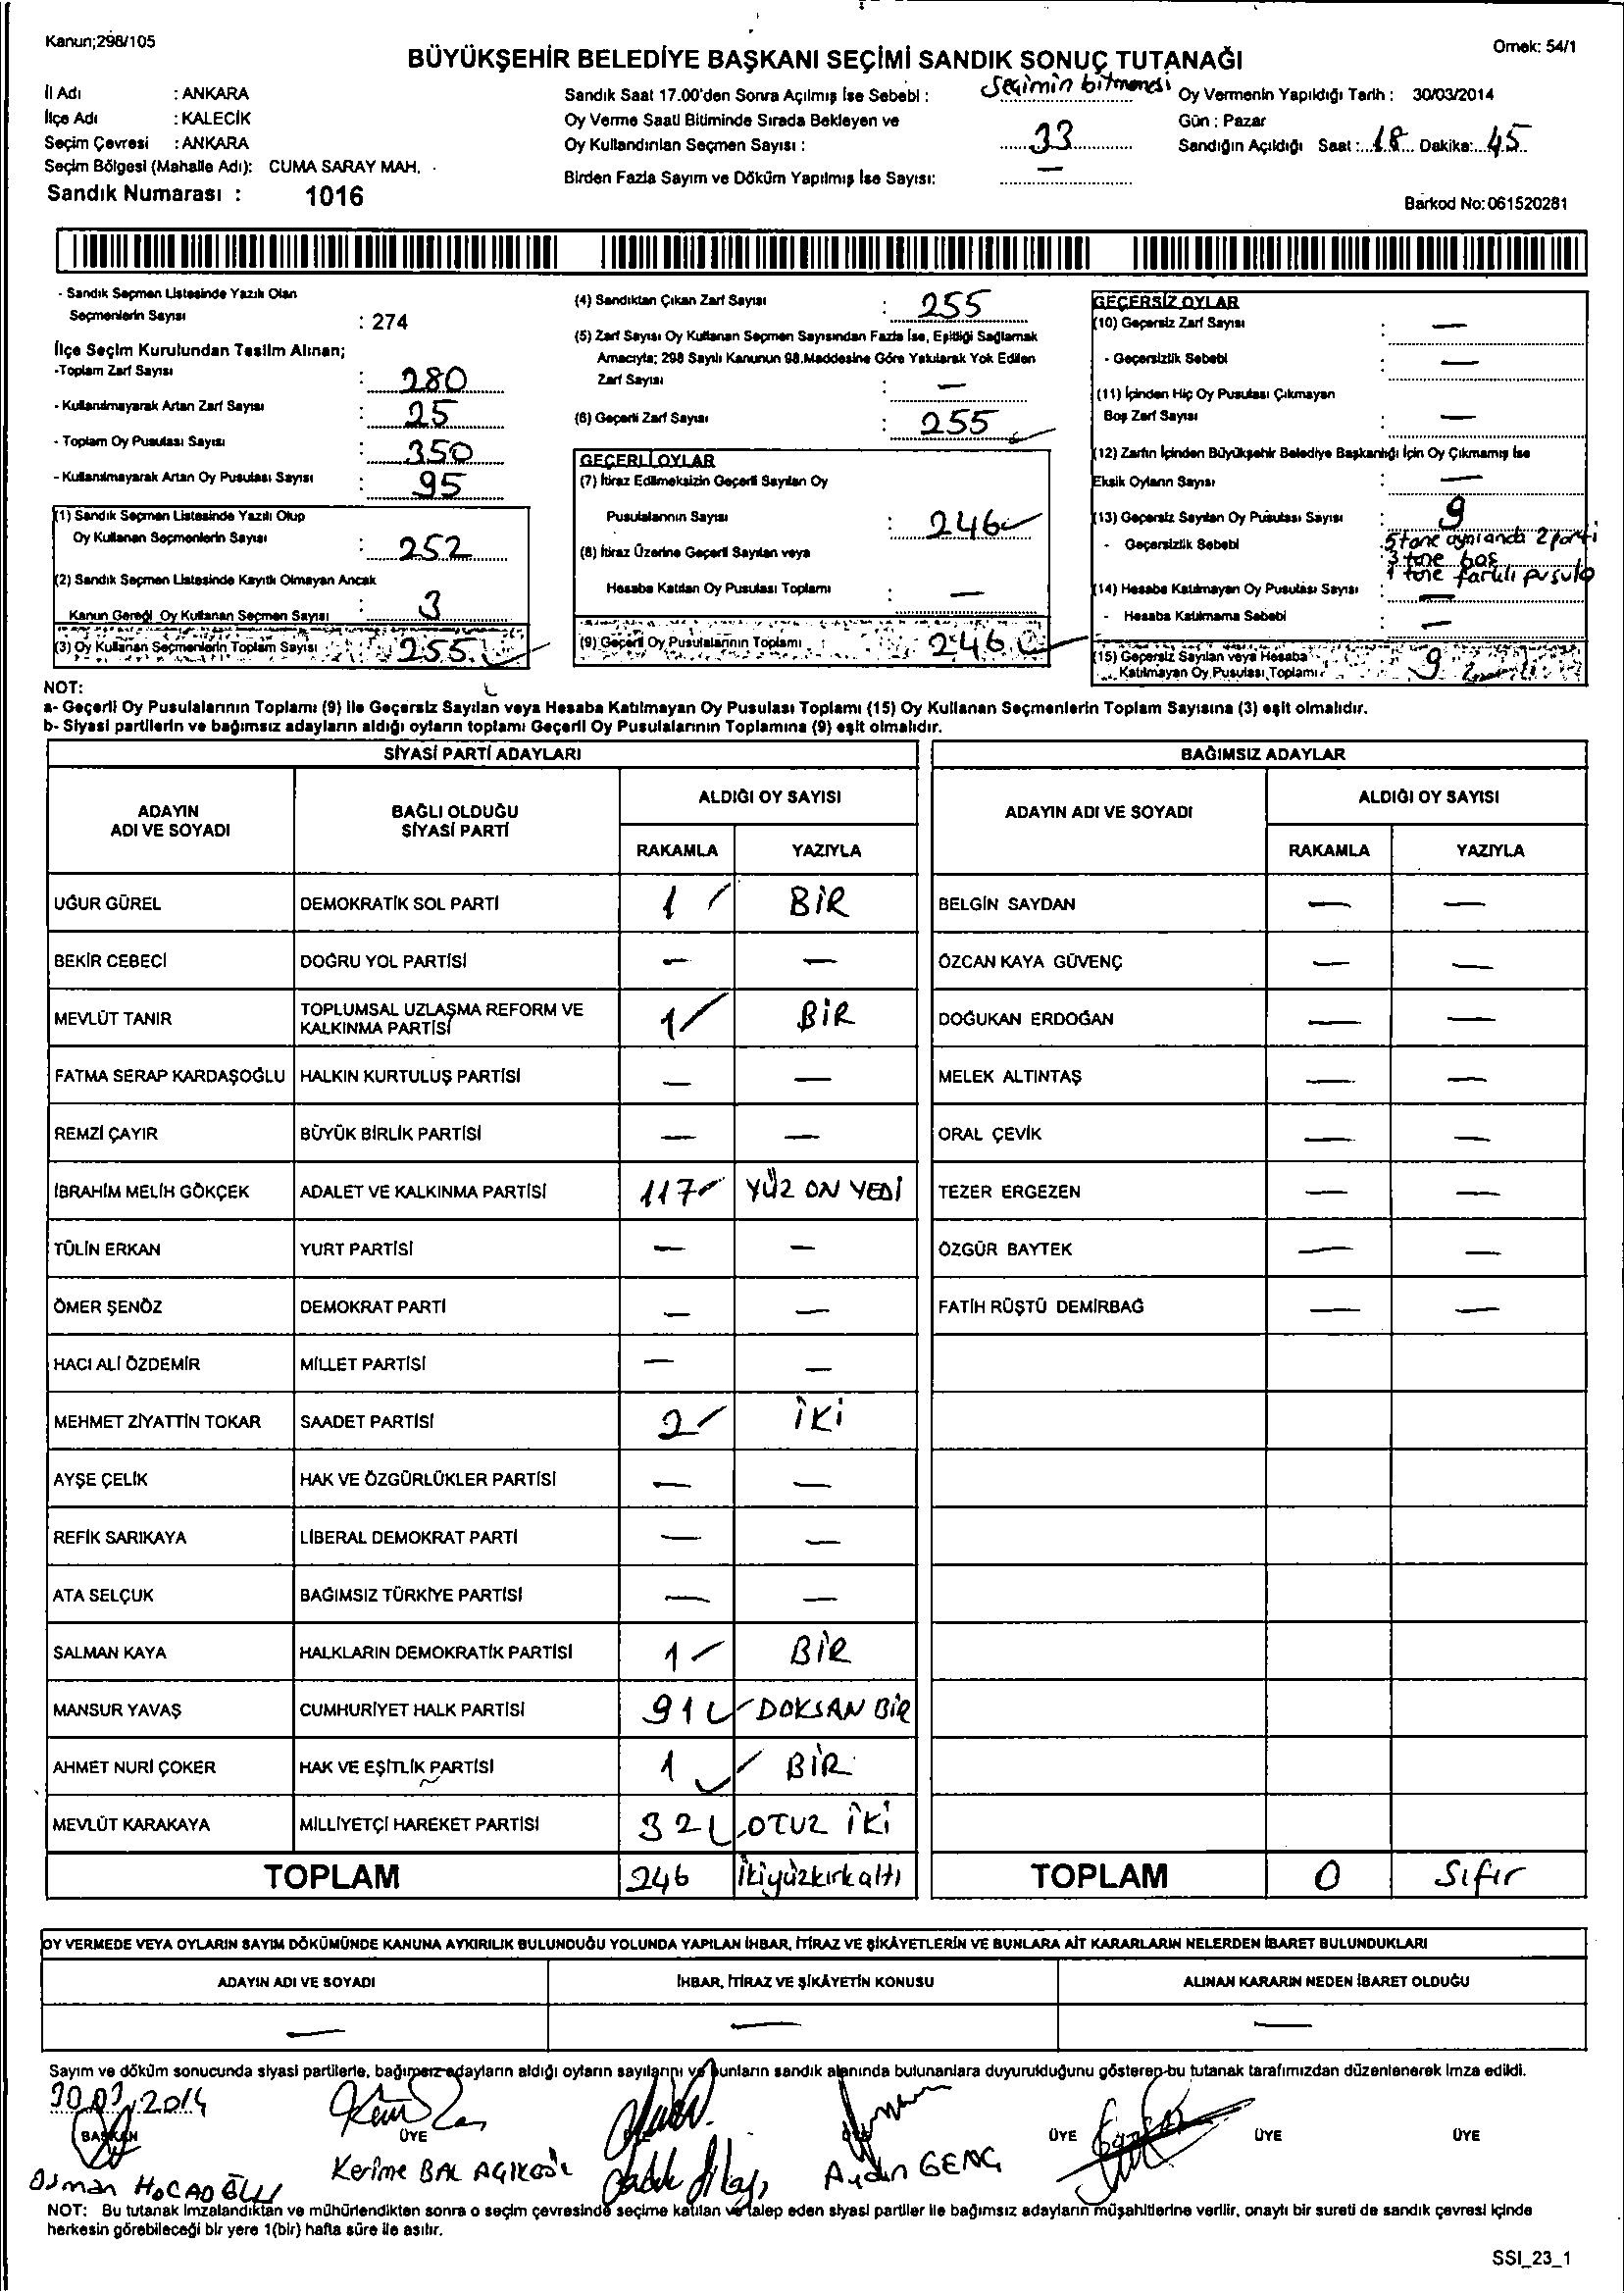 Kanun;298/105
Örnek: 54/1
BÜYÜKŞEHİR BELEDİYE BAŞKANI SEÇİMİ SANDIK SONUÇ TUTANAĞI
İl Adı : ANKARA
İlçe Adı : KALECİK
Seçim Çevresi : ANKARA
Seçim Bölgesi (Mahalle Adı): CUMA SARAY MAH.
Sandık Numarası : 1016
Sandık Saat 17.00'den Sonra Açılmış İse Sebebi : Seçimin bitmemesi
Oy Verme Saati Bitiminde Sırada Bekleyen ve
Oy Kullandırılan Seçmen Sayısı : 33
Birden Fazla Sayım ve Döküm Yapılmış İse Sayısı: —
Oy Vermenin Yapıldığı Tarih : 30/03/2014
Gün : Pazar
Sandığın Açıldığı Saat : 18 Dakika: 45
Barkod No: 061520281
- Sandık Seçmen Listesinde Yazılı Olan
Seçmenlerin Sayısı : 274
İlçe Seçim Kurulundan Teslim Alınan;
-Toplam Zarf Sayısı : 280
- Kullanılmayarak Artan Zarf Sayısı : 25
- Toplam Oy Pusulası Sayısı : 350
- Kullanılmayarak Artan Oy Pusulası Sayısı : 95
(1) Sandık Seçmen Listesinde Yazılı Olup
Oy Kullanan Seçmenlerin Sayısı : 252
(2) Sandık Seçmen Listesinde Kayıtlı Olmayan Ancak
Kanun Gereği Oy Kullanan Seçmen Sayısı : 3
(3) Oy Kullanan Seçmenlerin Toplam Sayısı : 255
(4) Sandıktan Çıkan Zarf Sayısı : 255
(5) Zarf Sayısı Oy Kullanan Seçmen Sayısından Fazla İse, Eşitliği Sağlamak
Amacıyla; 298 Sayılı Kanunun 98.Maddesine Göre Yakılarak Yok Edilen
Zarf Sayısı : —
(6) Geçerli Zarf Sayısı : 255
GEÇERLİ OYLAR
(7) İtiraz Edilmeksizin Geçerli Sayılan Oy
Pusulalarının Sayısı : 246
(8) İtiraz Üzerine Geçerli Sayılan veya
Hesaba Katılan Oy Pusulası Toplamı : —
(9) Geçerli Oy Pusulalarının Toplamı : 246
GEÇERSİZ OYLAR
(10) Geçersiz Zarf Sayısı : —
- Geçersizlik Sebebi : —
(11) İçinden Hiç Oy Pusulası Çıkmayan
Boş Zarf Sayısı : —
(12) Zarfın İçinden Büyükşehir Belediye Başkanlığı İçin Oy Çıkmamış İse
Eksik Oyların Sayısı : —
(13) Geçersiz Sayılan Oy Pusulası Sayısı : 9
- Geçersizlik Sebebi : 5 tane aynı anda 2 parti
3 tane boş
1 tane farklı pusula
(14) Hesaba Katılmayan Oy Pusulası Sayısı : —
- Hesaba Katılmama Sebebi : —
(15) Geçersiz Sayılan veya Hesaba
Katılmayan Oy Pusulası Toplamı : 9
NOT:
a- Geçerli Oy Pusulalarının Toplamı (9) ile Geçersiz Sayılan veya Hesaba Katılmayan Oy Pusulası Toplamı (15) Oy Kullanan Seçmenlerin Toplam Sayısına (3) eşit olmalıdır.
b- Siyasi partilerin ve bağımsız adayların aldığı oyların toplamı Geçerli Oy Pusulalarının Toplamına (9) eşit olmalıdır.
SİYASİ PARTİ ADAYLARI
ADAYIN ADI VE SOYADI BAĞLI OLDUĞU SİYASİ PARTİ ALDIĞI OY SAYISI
RAKAMLA YAZIYLA
UĞUR GÜREL DEMOKRATİK SOL PARTİ 1 BİR
BEKİR CEBECİ DOĞRU YOL PARTİSİ — —
MEVLÜT TANIR TOPLUMSAL UZLAŞMA REFORM VE KALKINMA PARTİSİ 1 BİR
FATMA SERAP KARDAŞOĞLU HALKIN KURTULUŞ PARTİSİ — —
REMZİ ÇAYIR BÜYÜK BİRLİK PARTİSİ — —
İBRAHİM MELİH GÖKÇEK ADALET VE KALKINMA PARTİSİ 117 YÜZ ON YEDİ
TÜLİN ERKAN YURT PARTİSİ — —
ÖMER ŞENÖZ DEMOKRAT PARTİ — —
HACI ALİ ÖZDEMİR MİLLET PARTİSİ — —
MEHMET ZİYATTİN TOKAR SAADET PARTİSİ 2 İKİ
AYŞE ÇELİK HAK VE ÖZGÜRLÜKLER PARTİSİ — —
REFİK SARIKAYA LİBERAL DEMOKRAT PARTİ — —
ATA SELÇUK BAĞIMSIZ TÜRKİYE PARTİSİ — —
SALMAN KAYA HALKLARIN DEMOKRATİK PARTİSİ 1 BİR
MANSUR YAVAŞ CUMHURİYET HALK PARTİSİ 91 DOKSAN BİR
AHMET NURİ ÇOKER HAK VE EŞİTLİK PARTİSİ 1 BİR
MEVLÜT KARAKAYA MİLLİYETÇİ HAREKET PARTİSİ 32 OTUZ İKİ
TOPLAM 246 İkiyüzkırkaltı
BAĞIMSIZ ADAYLAR
ADAYIN ADI VE SOYADI ALDIĞI OY SAYISI
RAKAMLA YAZIYLA
BELGİN SAYDAN — —
ÖZCAN KAYA GÜVENÇ — —
DOĞUKAN ERDOĞAN — —
MELEK ALTINTAŞ — —
ORAL ÇEVİK — —
TEZER ERGEZEN — —
ÖZGÜR BAYTEK — —
FATİH RÜŞTÜ DEMİRBAĞ — —
TOPLAM 0 Sıfır
OY VERMEDE VEYA OYLARIN SAYIM DÖKÜMÜNDE KANUNA AYKIRILIK BULUNDUĞU YOLUNDA YAPILAN İHBAR, İTİRAZ VE ŞİKÂYETLERİN VE BUNLARA AİT KARARLARIN NELERDEN İBARET BULUNDUKLARI
ADAYIN ADI VE SOYADI İHBAR, İTİRAZ VE ŞİKÂYETİN KONUSU ALINAN KARARIN NEDEN İBARET OLDUĞU
— — —
Sayım ve döküm sonucunda siyasi partilerle, bağımsız adayların aldığı oyların sayılarını ve bunların sandık alanında bulunanlara duyurulduğunu gösteren bu tutanak tarafımızdan düzenlenerek imza edildi.
30.03.2014
BAŞKAN ÜYE ÜYE ÜYE ÜYE ÜYE
Osman HOCAOĞLU Kerime BAL AÇIKGÖZ Aydın GENÇ
NOT: Bu tutanak imzalandıktan ve mühürlendikten sonra o seçim çevresinde seçime katılan ve talep eden siyasi partiler ile bağımsız adayların müşahitlerine verilir, onaylı bir sureti de sandık çevresi içinde
herkesin görebileceği bir yere 1(bir) hafta süre ile asılır.
SSI_23_1